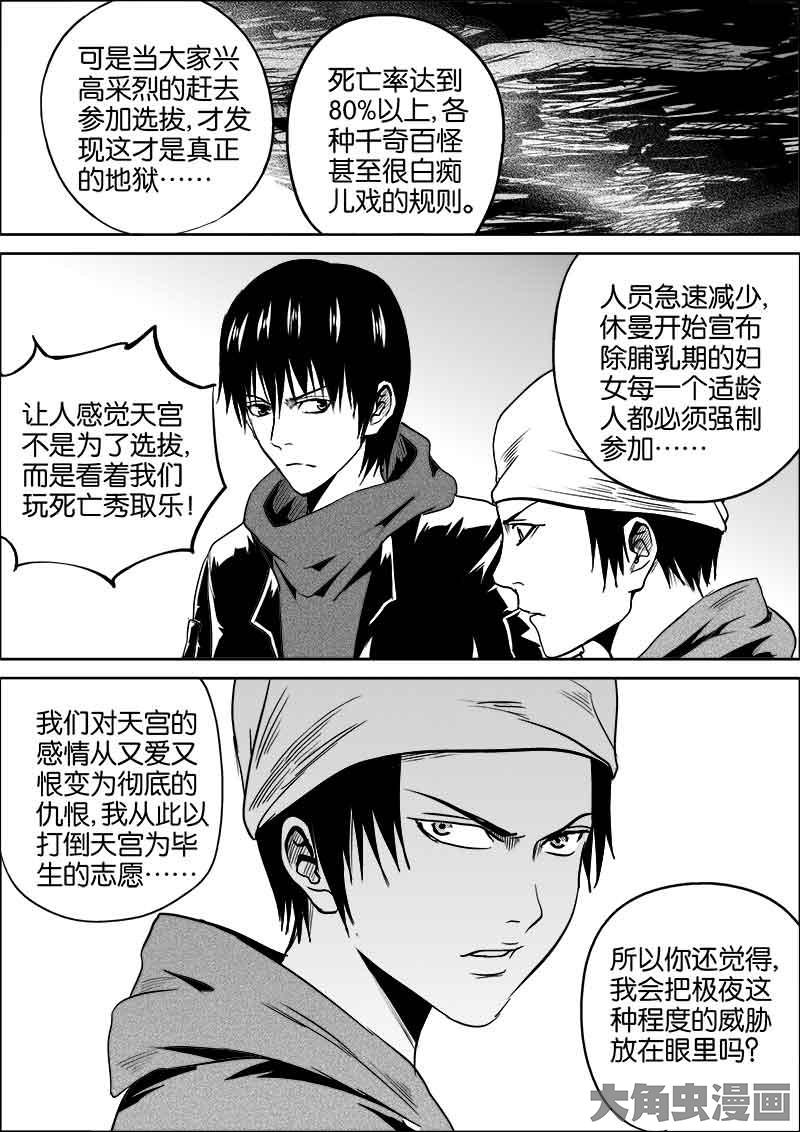 可是当大家兴
高采烈的赶去
参加选拔,才发
现这才是真正
的地狱……
死亡率达到
80%以上,各
种千奇百怪
甚至很白痴
儿戏的规则。
人员急速减少,
休曼开始宣布
除脯乳期的妇
女每一个适龄
人都必须强制
参加……
让人感觉天宫
不是为了选拔,
而是看着我们
玩死亡秀取乐!
我们对天宫的
感情从又爱又
恨变为彻底的
仇恨,我从此以
打倒天宫为毕
生的志愿……
所以你还觉得,
我会把极夜这
种程度的威胁
放在眼里吗?
大角虫漫画